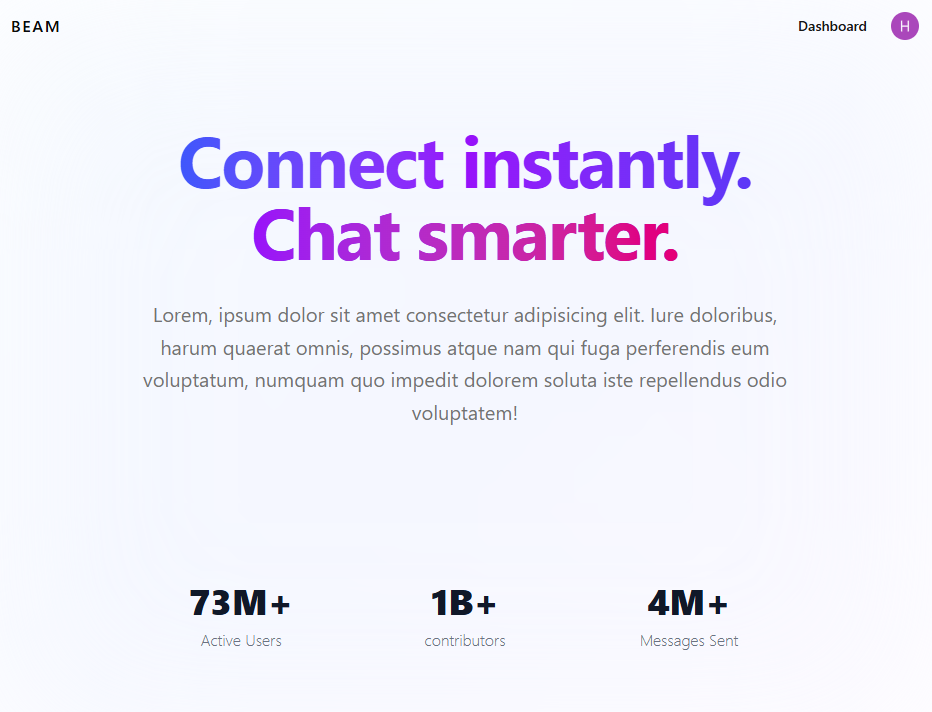 BEAM
Dashboard
H
Connect instantly.
Chat smarter.
Lorem, ipsum dolor sit amet consectetur adipisicing elit. Iure doloribus,
harum quaerat omnis, possimus atque nam qui fuga perferendis eum
voluptatum, numquam quo impedit dolorem soluta iste repellendus odio
voluptatem!
73M+
Active Users
1B+
contributors
4M+
Messages Sent